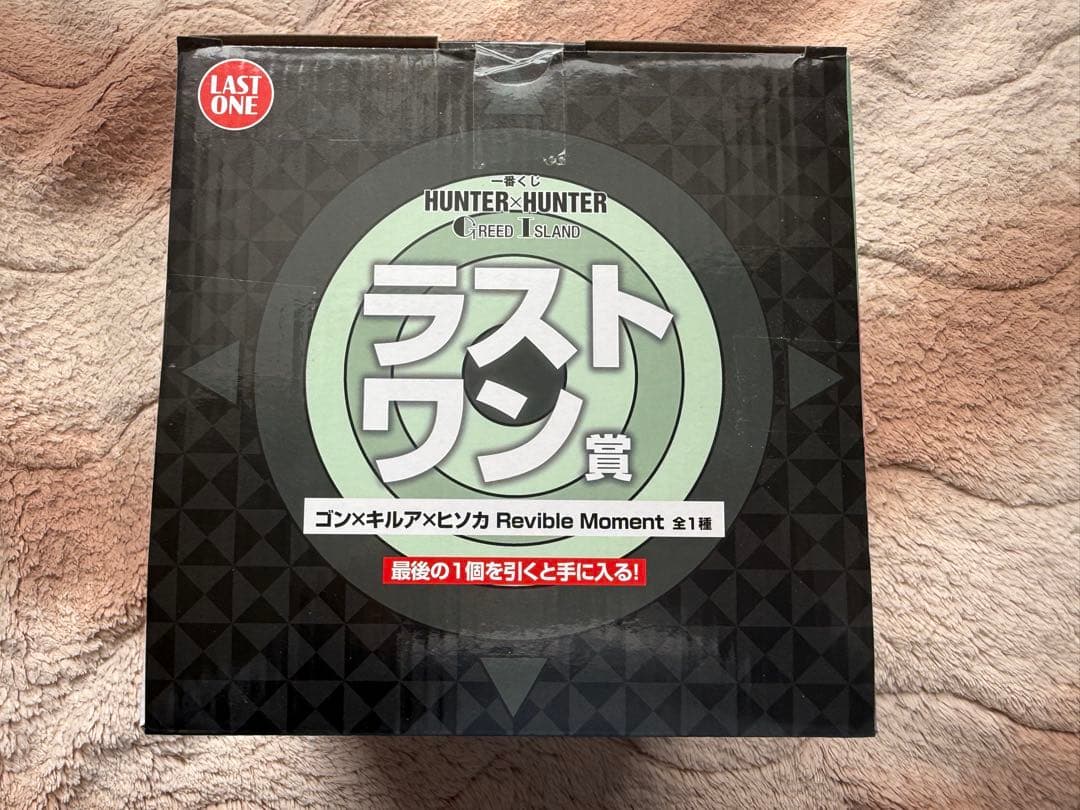 LAST
ONE
一番くじ
HUNTER×HUNTER
GREED ISLAND
ラスト
ワン賞
ゴン×キルア×ヒソカ Revible Moment 全1種
最後の1個を引くと手に入る!